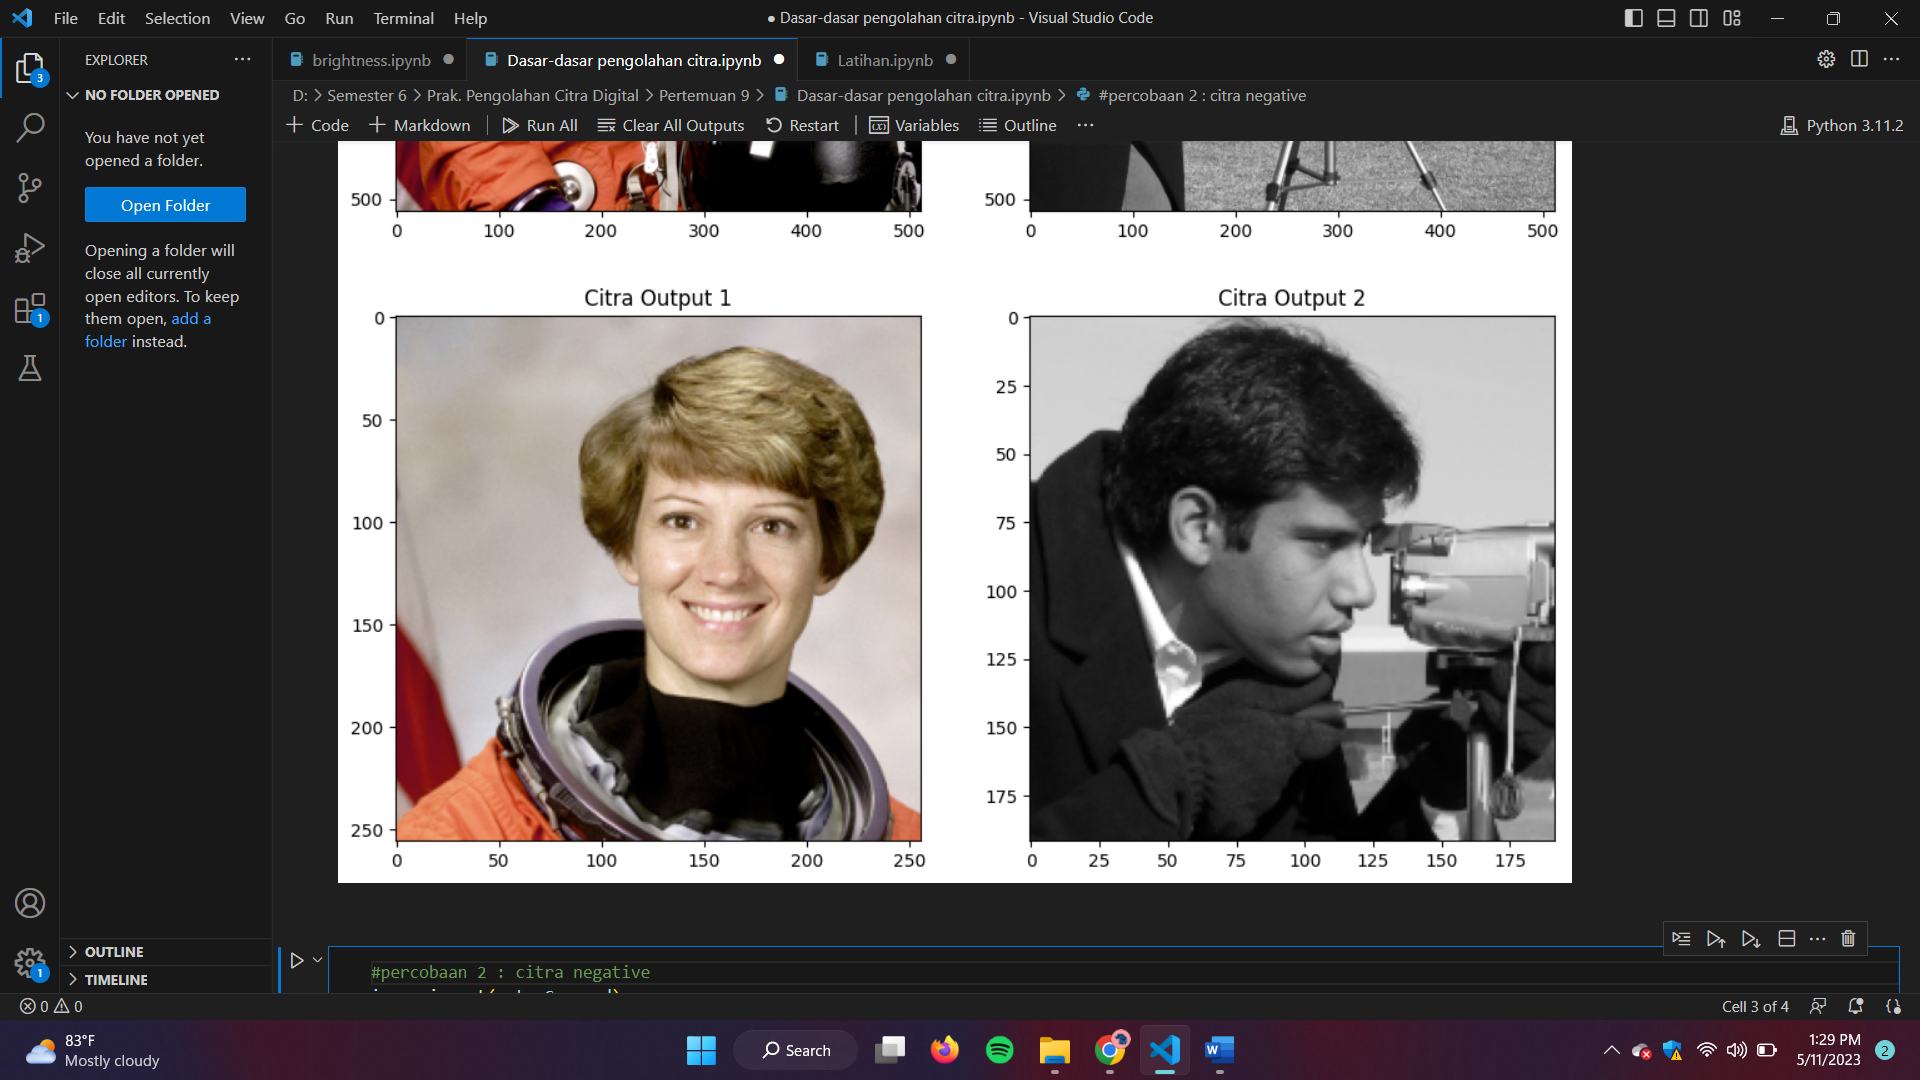 File Edit Selection View Go Run Terminal Help
● Dasar-dasar pengolahan citra.ipynb - Visual Studio Code
EXPLORER
brightness.ipynb
Dasar-dasar pengolahan citra.ipynb
Latihan.ipynb
NO FOLDER OPENED
D: > Semester 6 > Prak. Pengolahan Citra Digital > Pertemuan 9 > Dasar-dasar pengolahan citra.ipynb > #percobaan 2 : citra negative
+ Code + Markdown | Run All Clear All Outputs Restart | Variables Outline ...
Python 3.11.2
You have not yet
opened a folder.
Open Folder
Opening a folder will
close all currently
open editors. To keep
them open, add a
folder instead.
500
0 100 200 300 400 500
500
0 100 200 300 400 500
Citra Output 1
0
50
100
150
200
250
0 50 100 150 200 250
Citra Output 2
0
25
50
75
100
125
150
175
0 25 50 75 100 125 150 175
OUTLINE
TIMELINE
#percobaan 2 : citra negative
0 0
Cell 3 of 4
3
1
1
83°F
Mostly cloudy
Search
1:29 PM
5/11/2023
2